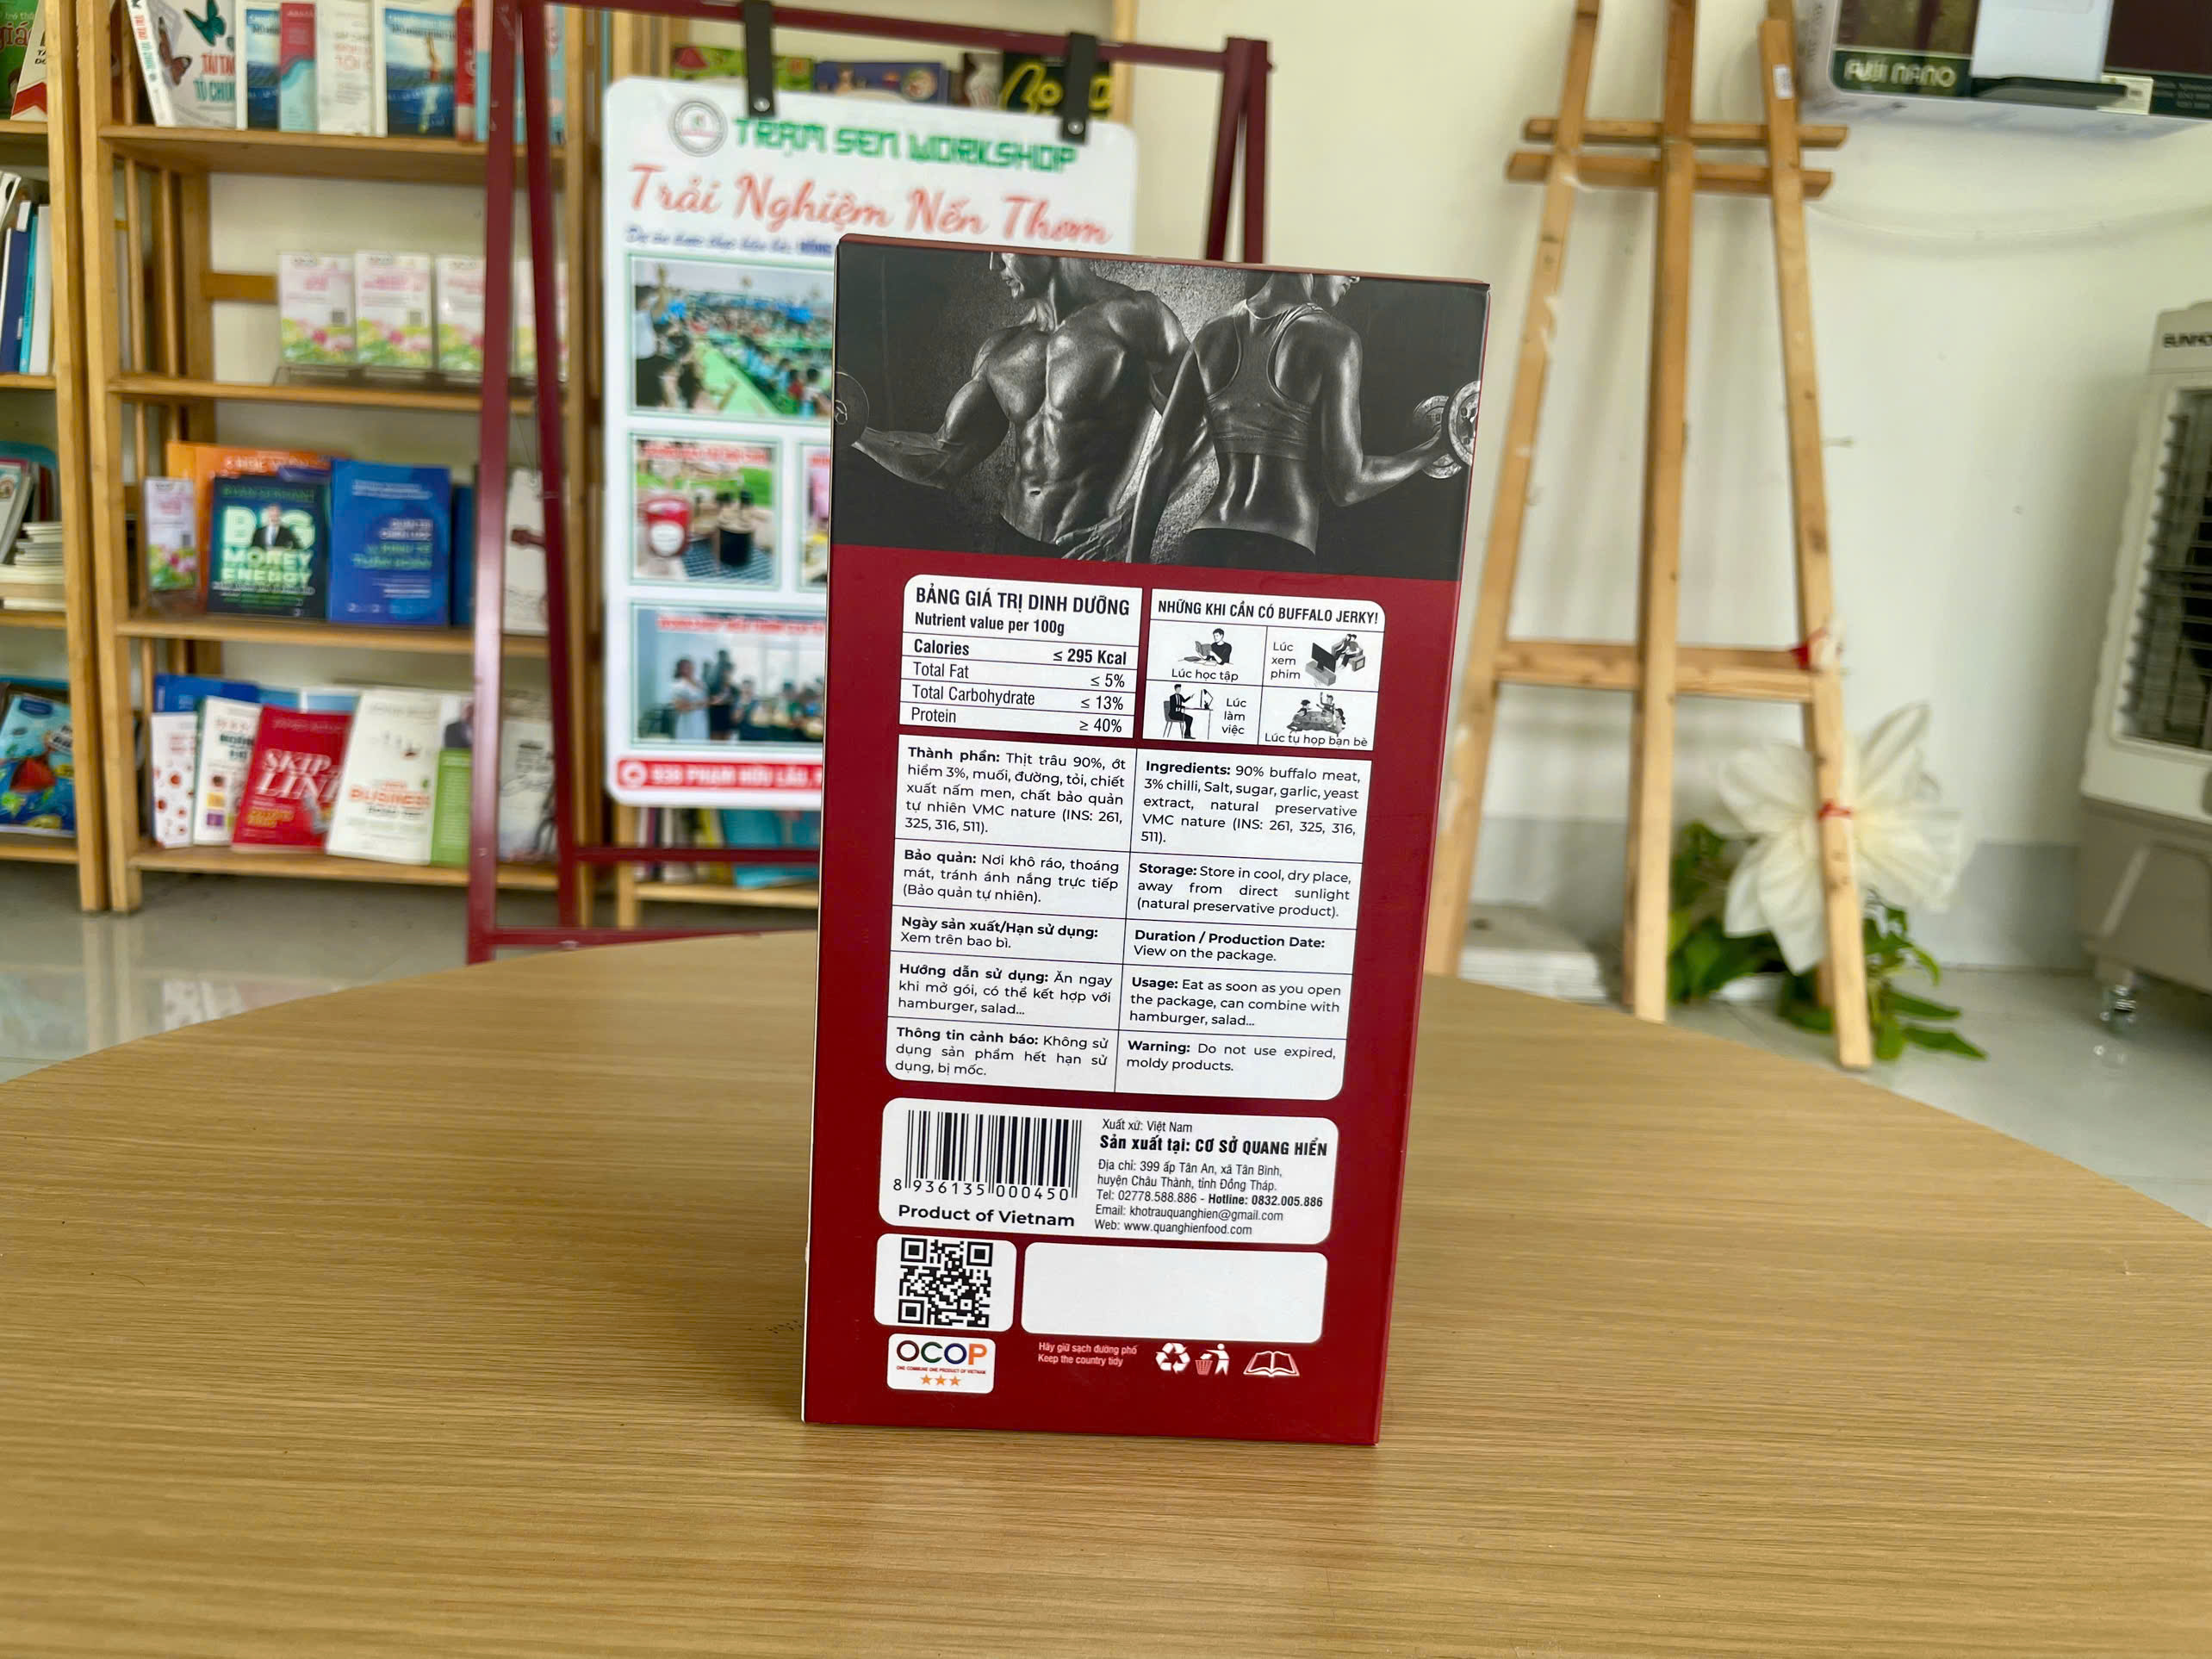 FUJI NANO
TRẠM SEN WORKSHOP
Trải Nghiệm Nến Thơm
BIG
MONEY
ENERGY
SKIP
BẢNG GIÁ TRỊ DINH DƯỠNG
Nutrient value per 100g
Calories ≤ 295 Kcal
Total Fat ≤ 5%
Total Carbohydrate ≤ 13%
Protein ≥ 40%
NHỮNG KHI CẦN CÓ BUFFALO JERKY!
Lúc học tập
Lúc
xem
phim
Lúc
làm
việc
Lúc tụ họp bạn bè
Thành phần: Thịt trâu 90%, ớt
hiểm 3%, muối, đường, tỏi, chiết
xuất nấm men, chất bảo quản
tự nhiên VMC nature (INS: 261,
325, 316, 511).
Ingredients: 90% buffalo meat,
3% chilli, Salt, sugar, garlic, yeast
extract, natural preservative
VMC nature (INS: 261, 325, 316,
511).
Bảo quản: Nơi khô ráo, thoáng
mát, tránh ánh nắng trực tiếp
(Bảo quản tự nhiên).
Storage: Store in cool, dry place,
away from direct sunlight
(natural preservative product).
Ngày sản xuất/Hạn sử dụng:
Xem trên bao bì.
Duration / Production Date:
View on the package.
Hướng dẫn sử dụng: Ăn ngay
khi mở gói, có thể kết hợp với
hamburger, salad...
Usage: Eat as soon as you open
the package, can combine with
hamburger, salad...
Thông tin cảnh báo: Không sử
dụng sản phẩm hết hạn sử
dụng, bị mốc.
Warning: Do not use expired,
moldy products.
8 936135 000450
Product of Vietnam
Xuất xứ: Việt Nam
Sản xuất tại: CƠ SỞ QUANG HIỂN
Địa chỉ: 399 ấp Tân An, xã Tân Bình,
huyện Châu Thành, tỉnh Đồng Tháp.
Tel: 02778.588.886 - Hotline: 0832.005.886
Email: khotrauquanghien@gmail.com
Web: www.quanghienfood.com
OCOP
ONE COMMUNE ONE PRODUCT OF VIETNAM
Hãy giữ sạch đường phố
Keep the country tidy